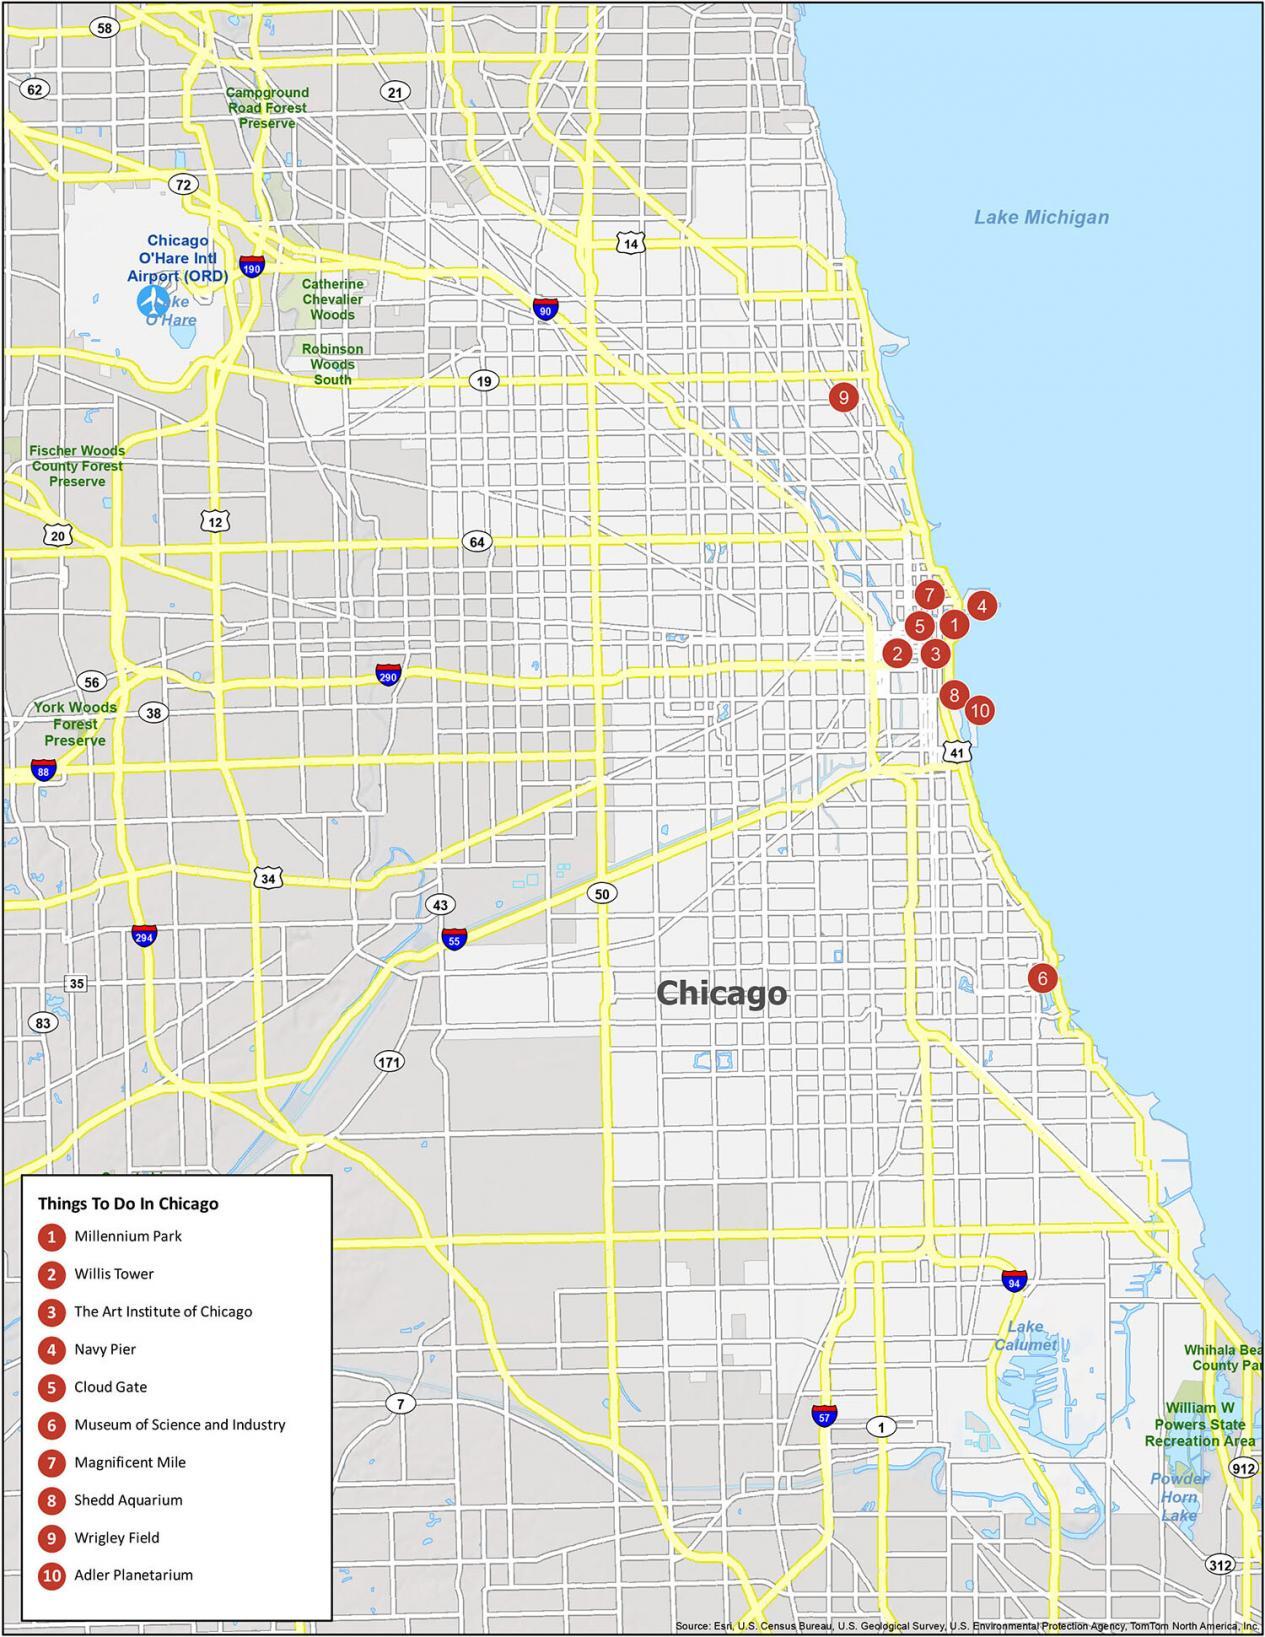 58
62
21
Campground
Road Forest
Preserve
72
Chicago
O'Hare Intl
Airport (ORD)
190
14
Lake Michigan
Catherine
Chevalier
Woods
90
O'Hare
Robinson
Woods
South
19
9
Fischer Woods
County Forest
Preserve
20
12
64
7
4
5
1
2
3
290
56
38
8
10
York Woods
Forest
Preserve
88
41
34
43
50
294
55
35
6
Chicago
83
171
94
Lake
Calumet
Whihala Bea
County Par
7
57
1
William W
Powers State
Recreation Area
912
Powder
Horn
Lake
312
Things To Do In Chicago
1 Millennium Park
2 Willis Tower
3 The Art Institute of Chicago
4 Navy Pier
5 Cloud Gate
6 Museum of Science and Industry
7 Magnificent Mile
8 Shedd Aquarium
9 Wrigley Field
10 Adler Planetarium
Source: Esri, U.S. Census Bureau, U.S. Geological Survey, U.S. Environmental Protection Agency, TomTom North America, Inc.